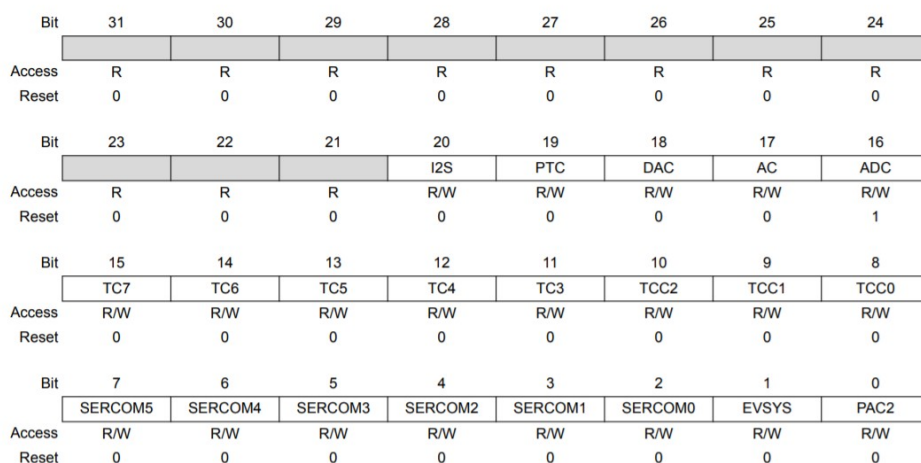 Bit 31 30 29 28 27 26 25 24
Access R R R R R R R R
Reset 0 0 0 0 0 0 0 0
Bit 23 22 21 20 19 18 17 16
I2S PTC DAC AC ADC
Access R R R R/W R/W R/W R/W R/W
Reset 0 0 0 0 0 0 0 1
Bit 15 14 13 12 11 10 9 8
TC7 TC6 TC5 TC4 TC3 TCC2 TCC1 TCC0
Access R/W R/W R/W R/W R/W R/W R/W R/W
Reset 0 0 0 0 0 0 0 0
Bit 7 6 5 4 3 2 1 0
SERCOM5 SERCOM4 SERCOM3 SERCOM2 SERCOM1 SERCOM0 EVSYS PAC2
Access R/W R/W R/W R/W R/W R/W R/W R/W
Reset 0 0 0 0 0 0 0 0